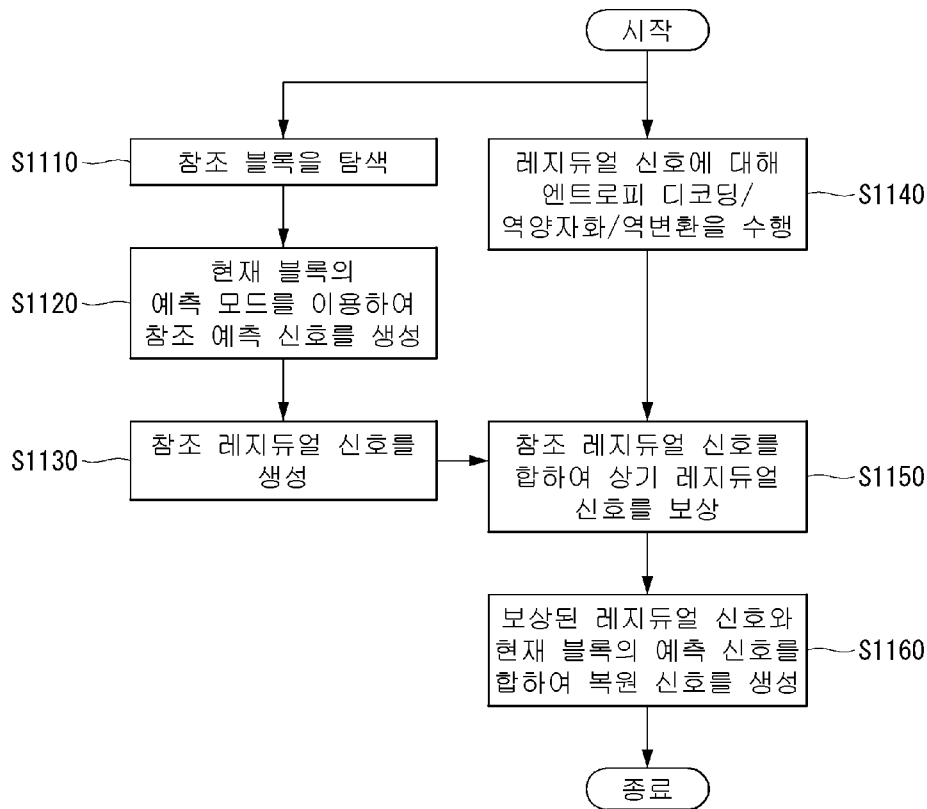 시작
S1110
참조 블록을 탐색
레지듀얼 신호에 대해
엔트로피 디코딩/
역양자화/역변환을 수행
S1140
S1120
현재 블록의
예측 모드를 이용하여
참조 예측 신호를 생성
S1130
참조 레지듀얼 신호를
생성
참조 레지듀얼 신호를
합하여 상기 레지듀얼
신호를 보상
S1150
보상된 레지듀얼 신호와
현재 블록의 예측 신호를
합하여 복원 신호를 생성
S1160
종료